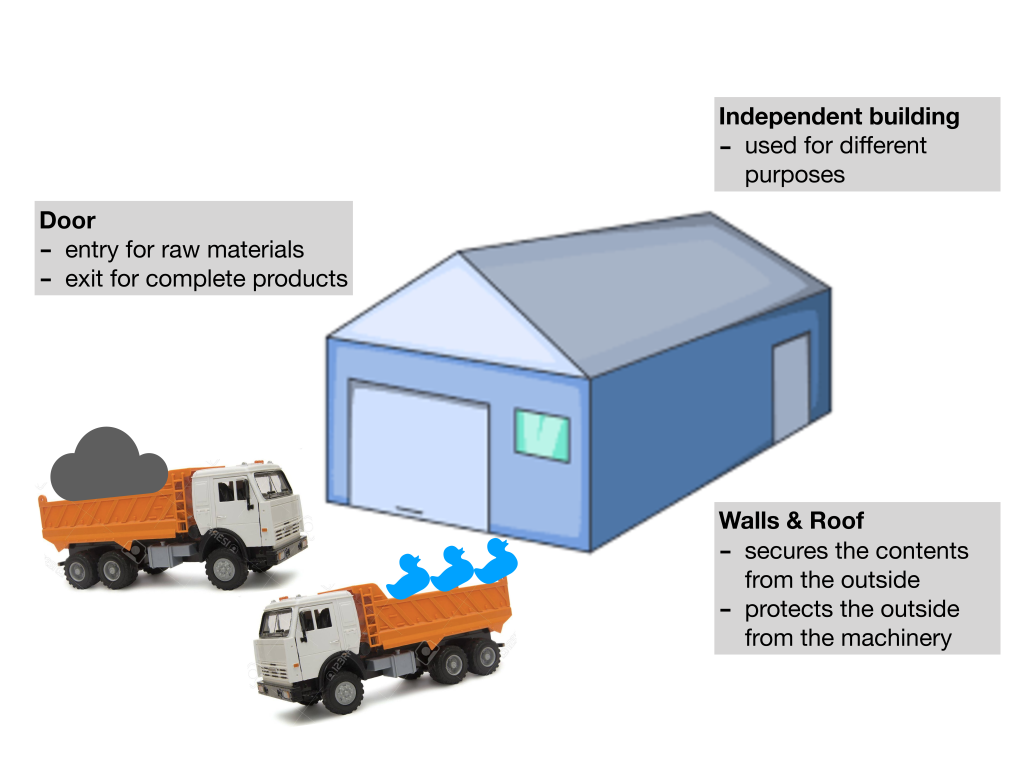 Independent building
- used for different
purposes
Door
- entry for raw materials
- exit for complete products
Walls & Roof
- secures the contents
from the outside
- protects the outside
from the machinery